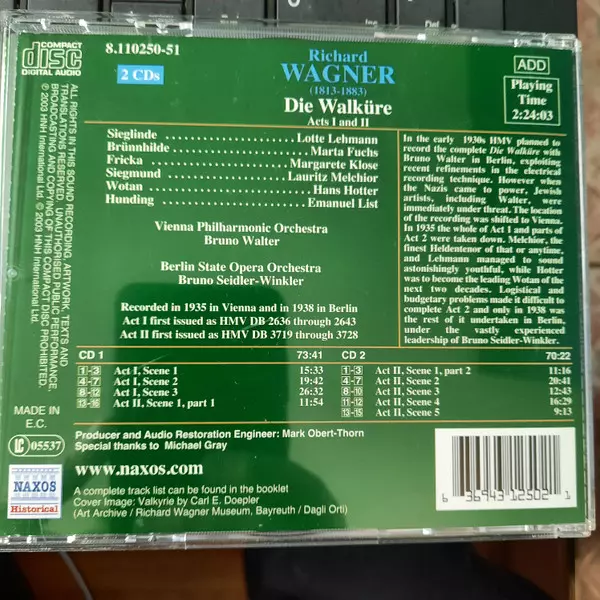 Ins
Del
COMPACT
disc
DIGITAL AUDIO
8.110250-51
2 CDs
Richard
WAGNER
(1813-1883)
Die Walküre
Acts I and II
ADD
Playing
Time
2:24:03
Sieglinde .......... Lotte Lehmann
Brünnhilde .......... Marta Fuchs
Fricka .......... Margarete Klose
Siegmund .......... Lauritz Melchior
Wotan .......... Hans Hotter
Hunding .......... Emanuel List
Vienna Philharmonic Orchestra
Bruno Walter
Berlin State Opera Orchestra
Bruno Seidler-Winkler
Recorded in 1935 in Vienna and in 1938 in Berlin
Act I first issued as HMV DB 2636 through 2643
Act II first issued as HMV DB 3719 through 3728
In the early 1930s HMV planned to
record the complete Die Walküre with
Bruno Walter in Berlin, exploiting
recent refinements in the electrical
recording technique. However when
the Nazis came to power, Jewish
artists, including Walter, were
immediately under threat. The location
of the recording was shifted to Vienna.
In 1935 the whole of Act 1 and parts of
Act 2 were taken down. Melchior, the
finest Heldentenor of that or anytime,
and Lehmann managed to sound
astonishingly youthful, while Hotter
was to become the leading Wotan of the
next two decades. Logistical and
budgetary problems made it difficult to
complete Act 2 and only in 1938 was
the rest of it undertaken in Berlin,
under the vastly experienced
leadership of Bruno Seidler-Winkler.
CD 1 73:41
1-3 Act I, Scene 1 15:33
4-7 Act I, Scene 2 19:42
8-12 Act I, Scene 3 26:32
13-16 Act II, Scene 1, part 1 11:54
CD 2 70:22
1-3 Act II, Scene 1, part 2 11:16
4-7 Act II, Scene 2 20:41
8-10 Act II, Scene 3 12:43
11-12 Act II, Scene 4 16:29
13-15 Act II, Scene 5 9:13
Producer and Audio Restoration Engineer: Mark Obert-Thorn
Special thanks to Michael Gray
www.naxos.com
A complete track list can be found in the booklet
Cover Image: Valkyrie by Carl E. Doepler
(Art Archive / Richard Wagner Museum, Bayreuth / Dagli Orti)
6 36943 12502 1
ALL RIGHTS IN THIS SOUND RECORDING, ARTWORK, TEXTS AND
TRANSLATIONS RESERVED. UNAUTHORISED PUBLIC PERFORMANCE,
BROADCASTING AND COPYING OF THIS COMPACT DISC PROHIBITED.
℗ 2003 HNH International Ltd. © 2003 HNH International Ltd.
MADE IN
E.C.
LC 05537
NAXOS
Historical